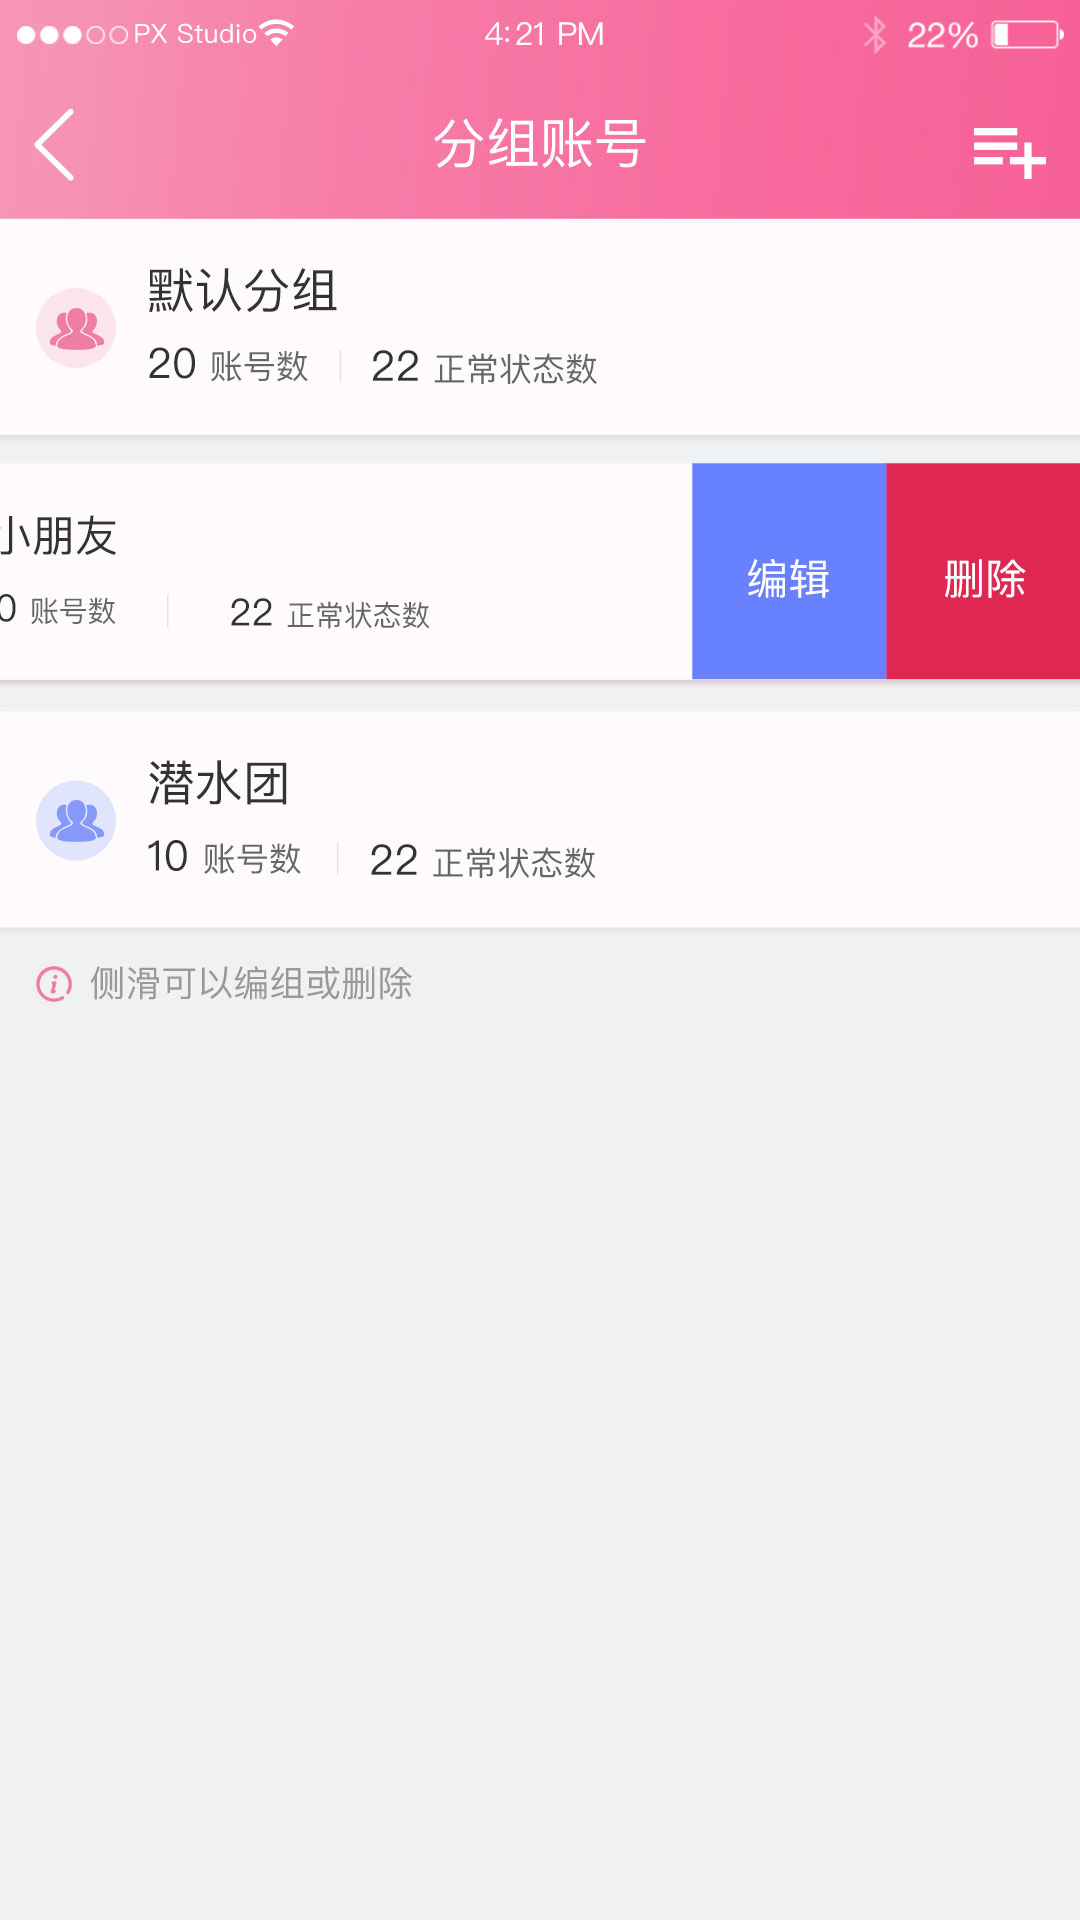 PX Studio 4:21 PM 22%
分组账号
默认分组
20 账号数 22 正常状态数
小朋友
0 账号数 22 正常状态数
编辑 删除
潜水团
10 账号数 22 正常状态数
侧滑可以编组或删除